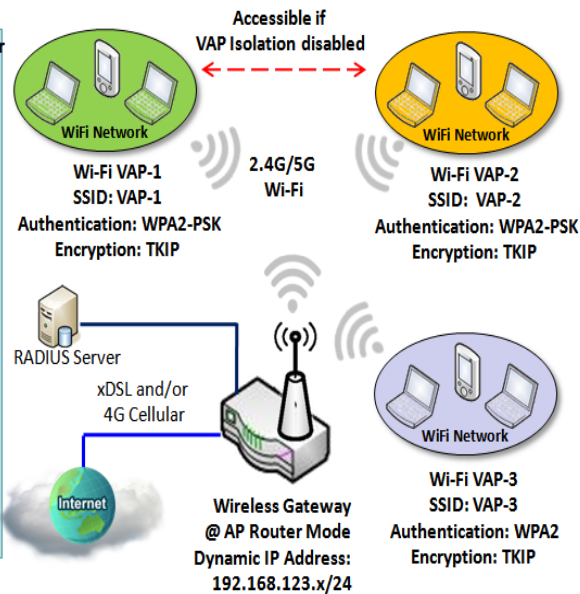 Accessible if
VAP Isolation disabled
r
WiFi Network
WiFi Network
Wi-Fi VAP-1
SSID: VAP-1
Authentication: WPA2-PSK
Encryption: TKIP
2.4G/5G
Wi-Fi
Wi-Fi VAP-2
SSID:  VAP-2
Authentication: WPA2-PSK
Encryption: TKIP
RADIUS Server
xDSL and/or
4G Cellular
Internet
Wireless Gateway
@ AP Router Mode
Dynamic IP Address:
192.168.123.x/24
WiFi Network
Wi-Fi VAP-3
SSID: VAP-3
Authentication: WPA2
Encryption: TKIP